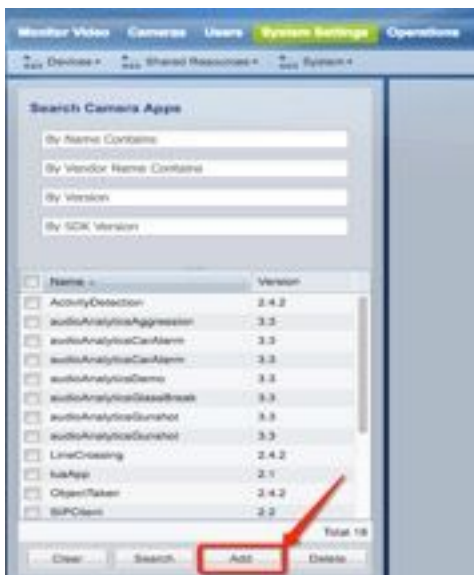 Monitor Video Cameras Users System Settings Operations
Devices Shared Resources System
Search Camera Apps
By Name Contains
By Vendor Name Contains
By Version
By SDK Version
Name Version
ActivityDetection 2.4.2
audioAnalyticsAggression 3.3
audioAnalyticsCarAlarm 3.3
audioAnalyticsCarAlarm 3.3
audioAnalyticsDemo 3.3
audioAnalyticsGlassBreak 3.3
audioAnalyticsGunshot 3.3
audioAnalyticsGunshot 3.3
LineCrossing 2.4.2
luaApp 2.1
ObjectTaken 2.4.2
SIPClient 2.2
Total
Clear Search Add Delete